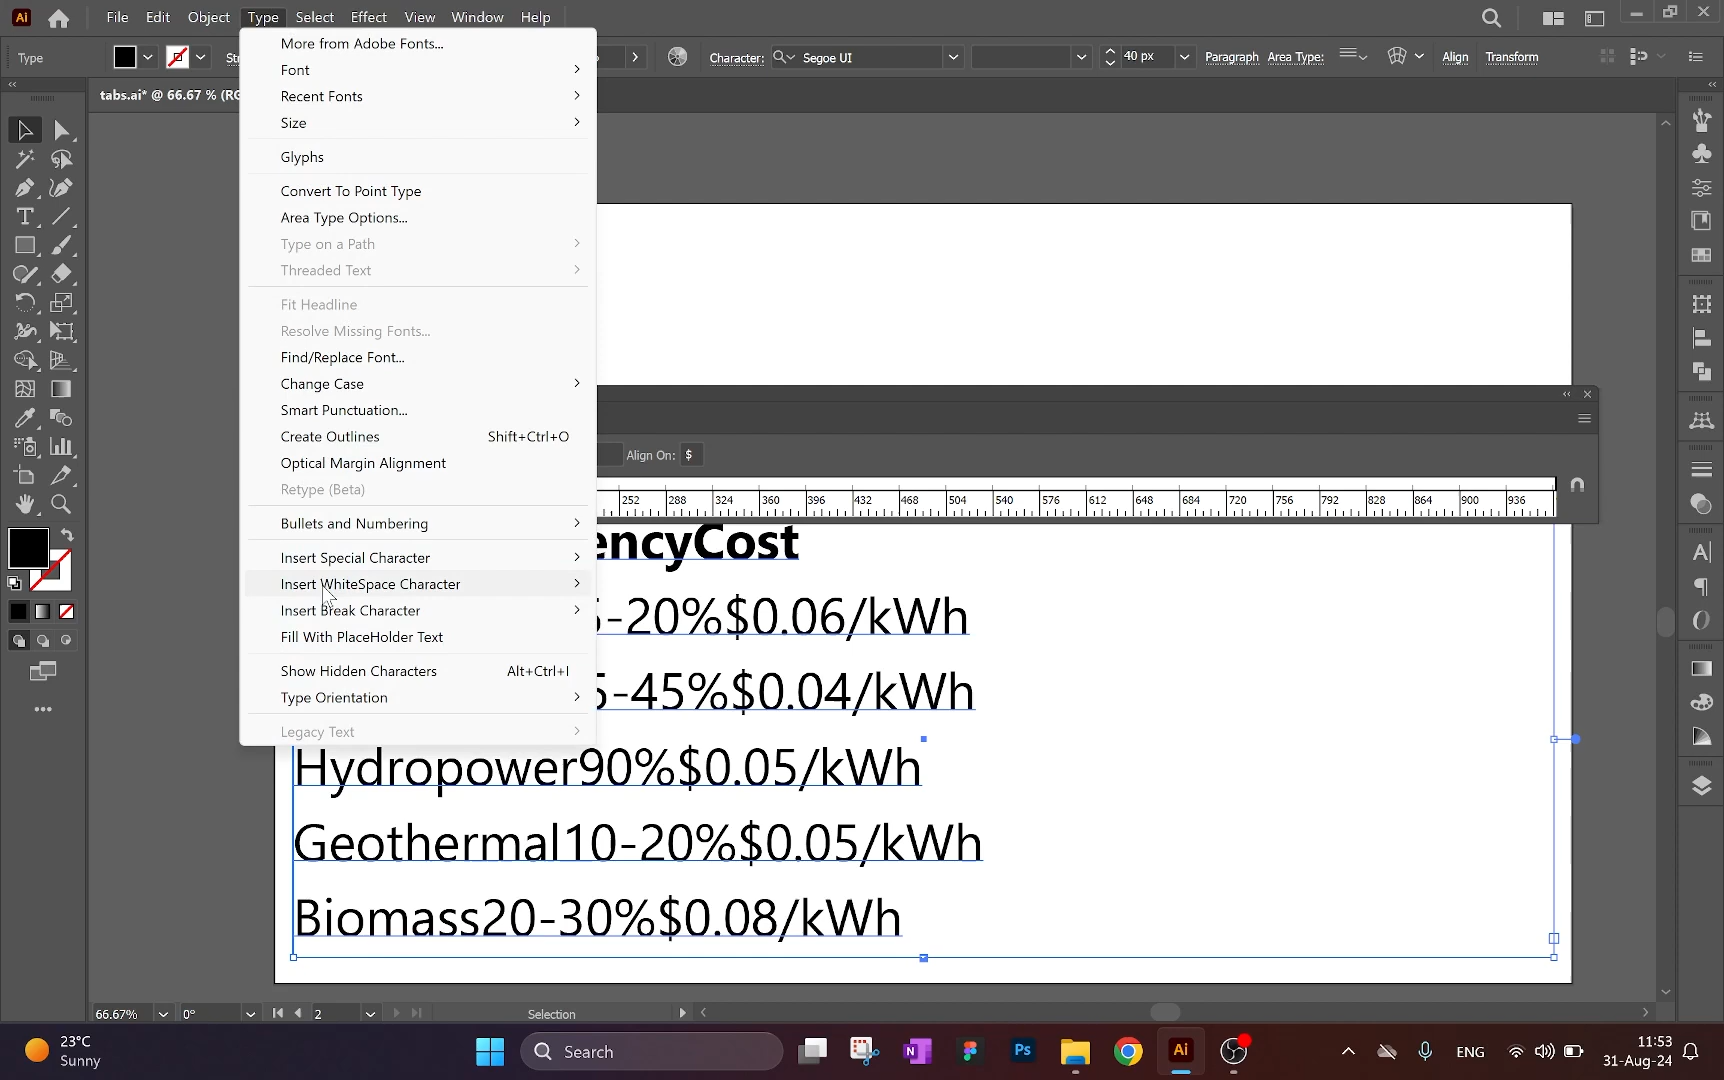 Ai File Edit Object Type Select Effect View Window Help
Type Character: Segoe UI 40 px Paragraph Area Type: Align Transform
tabs.ai* @ 66.67 % (RG
More from Adobe Fonts...
Font
Recent Fonts
Size
Glyphs
Convert To Point Type
Area Type Options...
Type on a Path
Threaded Text
Fit Headline
Resolve Missing Fonts...
Find/Replace Font...
Change Case
Smart Punctuation...
Create Outlines Shift+Ctrl+O
Optical Margin Alignment
Retype (Beta)
Bullets and Numbering
Insert Special Character
Insert WhiteSpace Character
Insert Break Character
Fill With PlaceHolder Text
Show Hidden Characters Alt+Ctrl+I
Type Orientation
Legacy Text
Align On: $
252 288 324 360 396 432 468 504 540 576 612 648 684 720 756 792 828 864 900 936
encyCost
5-20%$0.06/kWh
5-45%$0.04/kWh
Hydropower90%$0.05/kWh
Geothermal10-20%$0.05/kWh
Biomass20-30%$0.08/kWh
66.67% 0° 2 Selection
23°C
Sunny
Search
N Ps Ai
ENG
11:53
31-Aug-24